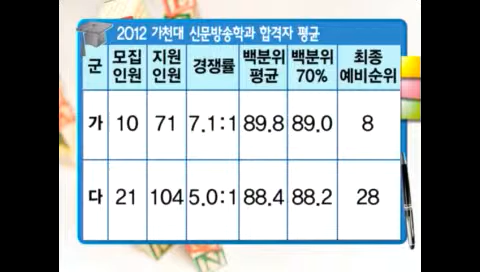 2012 가천대 신문방송학과 합격자 평균
군 모집인원 지원인원 경쟁률 백분위평균 백분위70% 최종예비순위
가 10 71 7.1:1 89.8 89.0 8
다 21 104 5.0:1 88.4 88.2 28